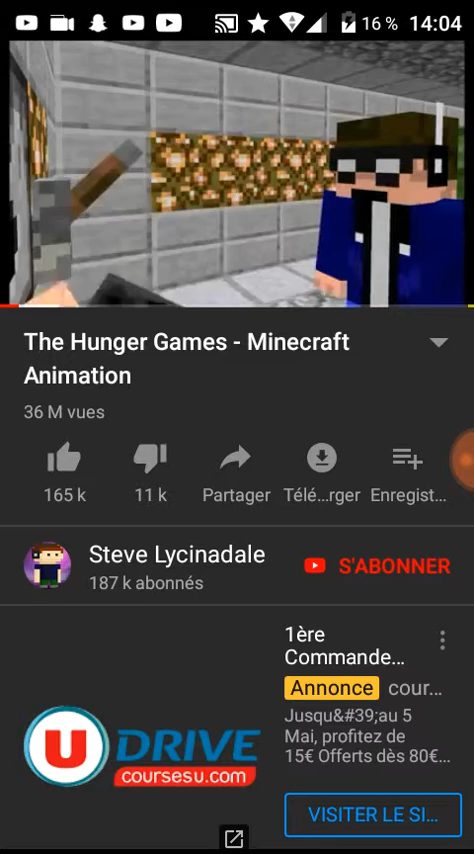 16 % 14:04
The Hunger Games - Minecraft
Animation
36 M vues
165 k
11 k
Partager
Télé…rger
Enregist…
Steve Lycinadale
187 k abonnés
S'ABONNER
1ère
Commande…
Annonce cour…
Jusqu&#39;au 5
Mai, profitez de
15€ Offerts dès 80€…
U DRIVE
coursesu.com
VISITER LE SI…